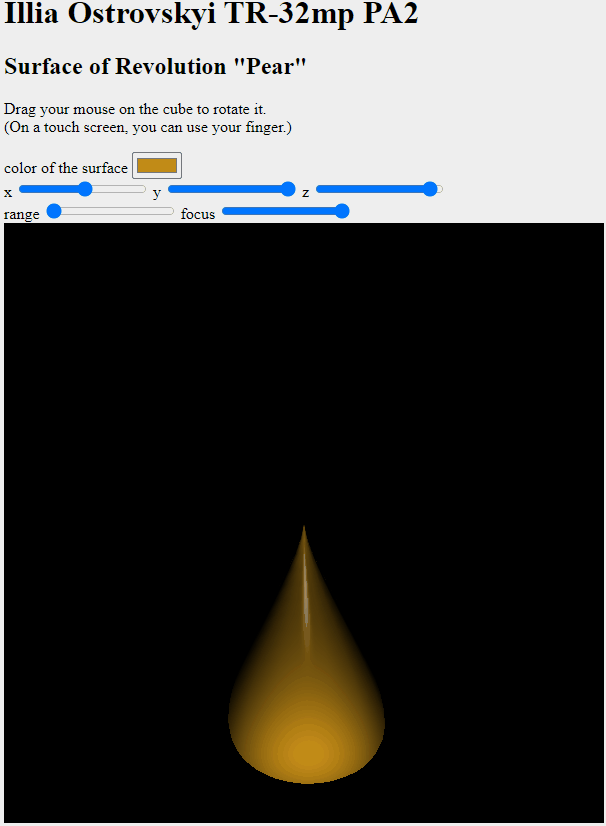 Illia Ostrovskyi TR-32mp PA2
Surface of Revolution "Pear"
Drag your mouse on the cube to rotate it.
(On a touch screen, you can use your finger.)
color of the surface
x y z
range focus